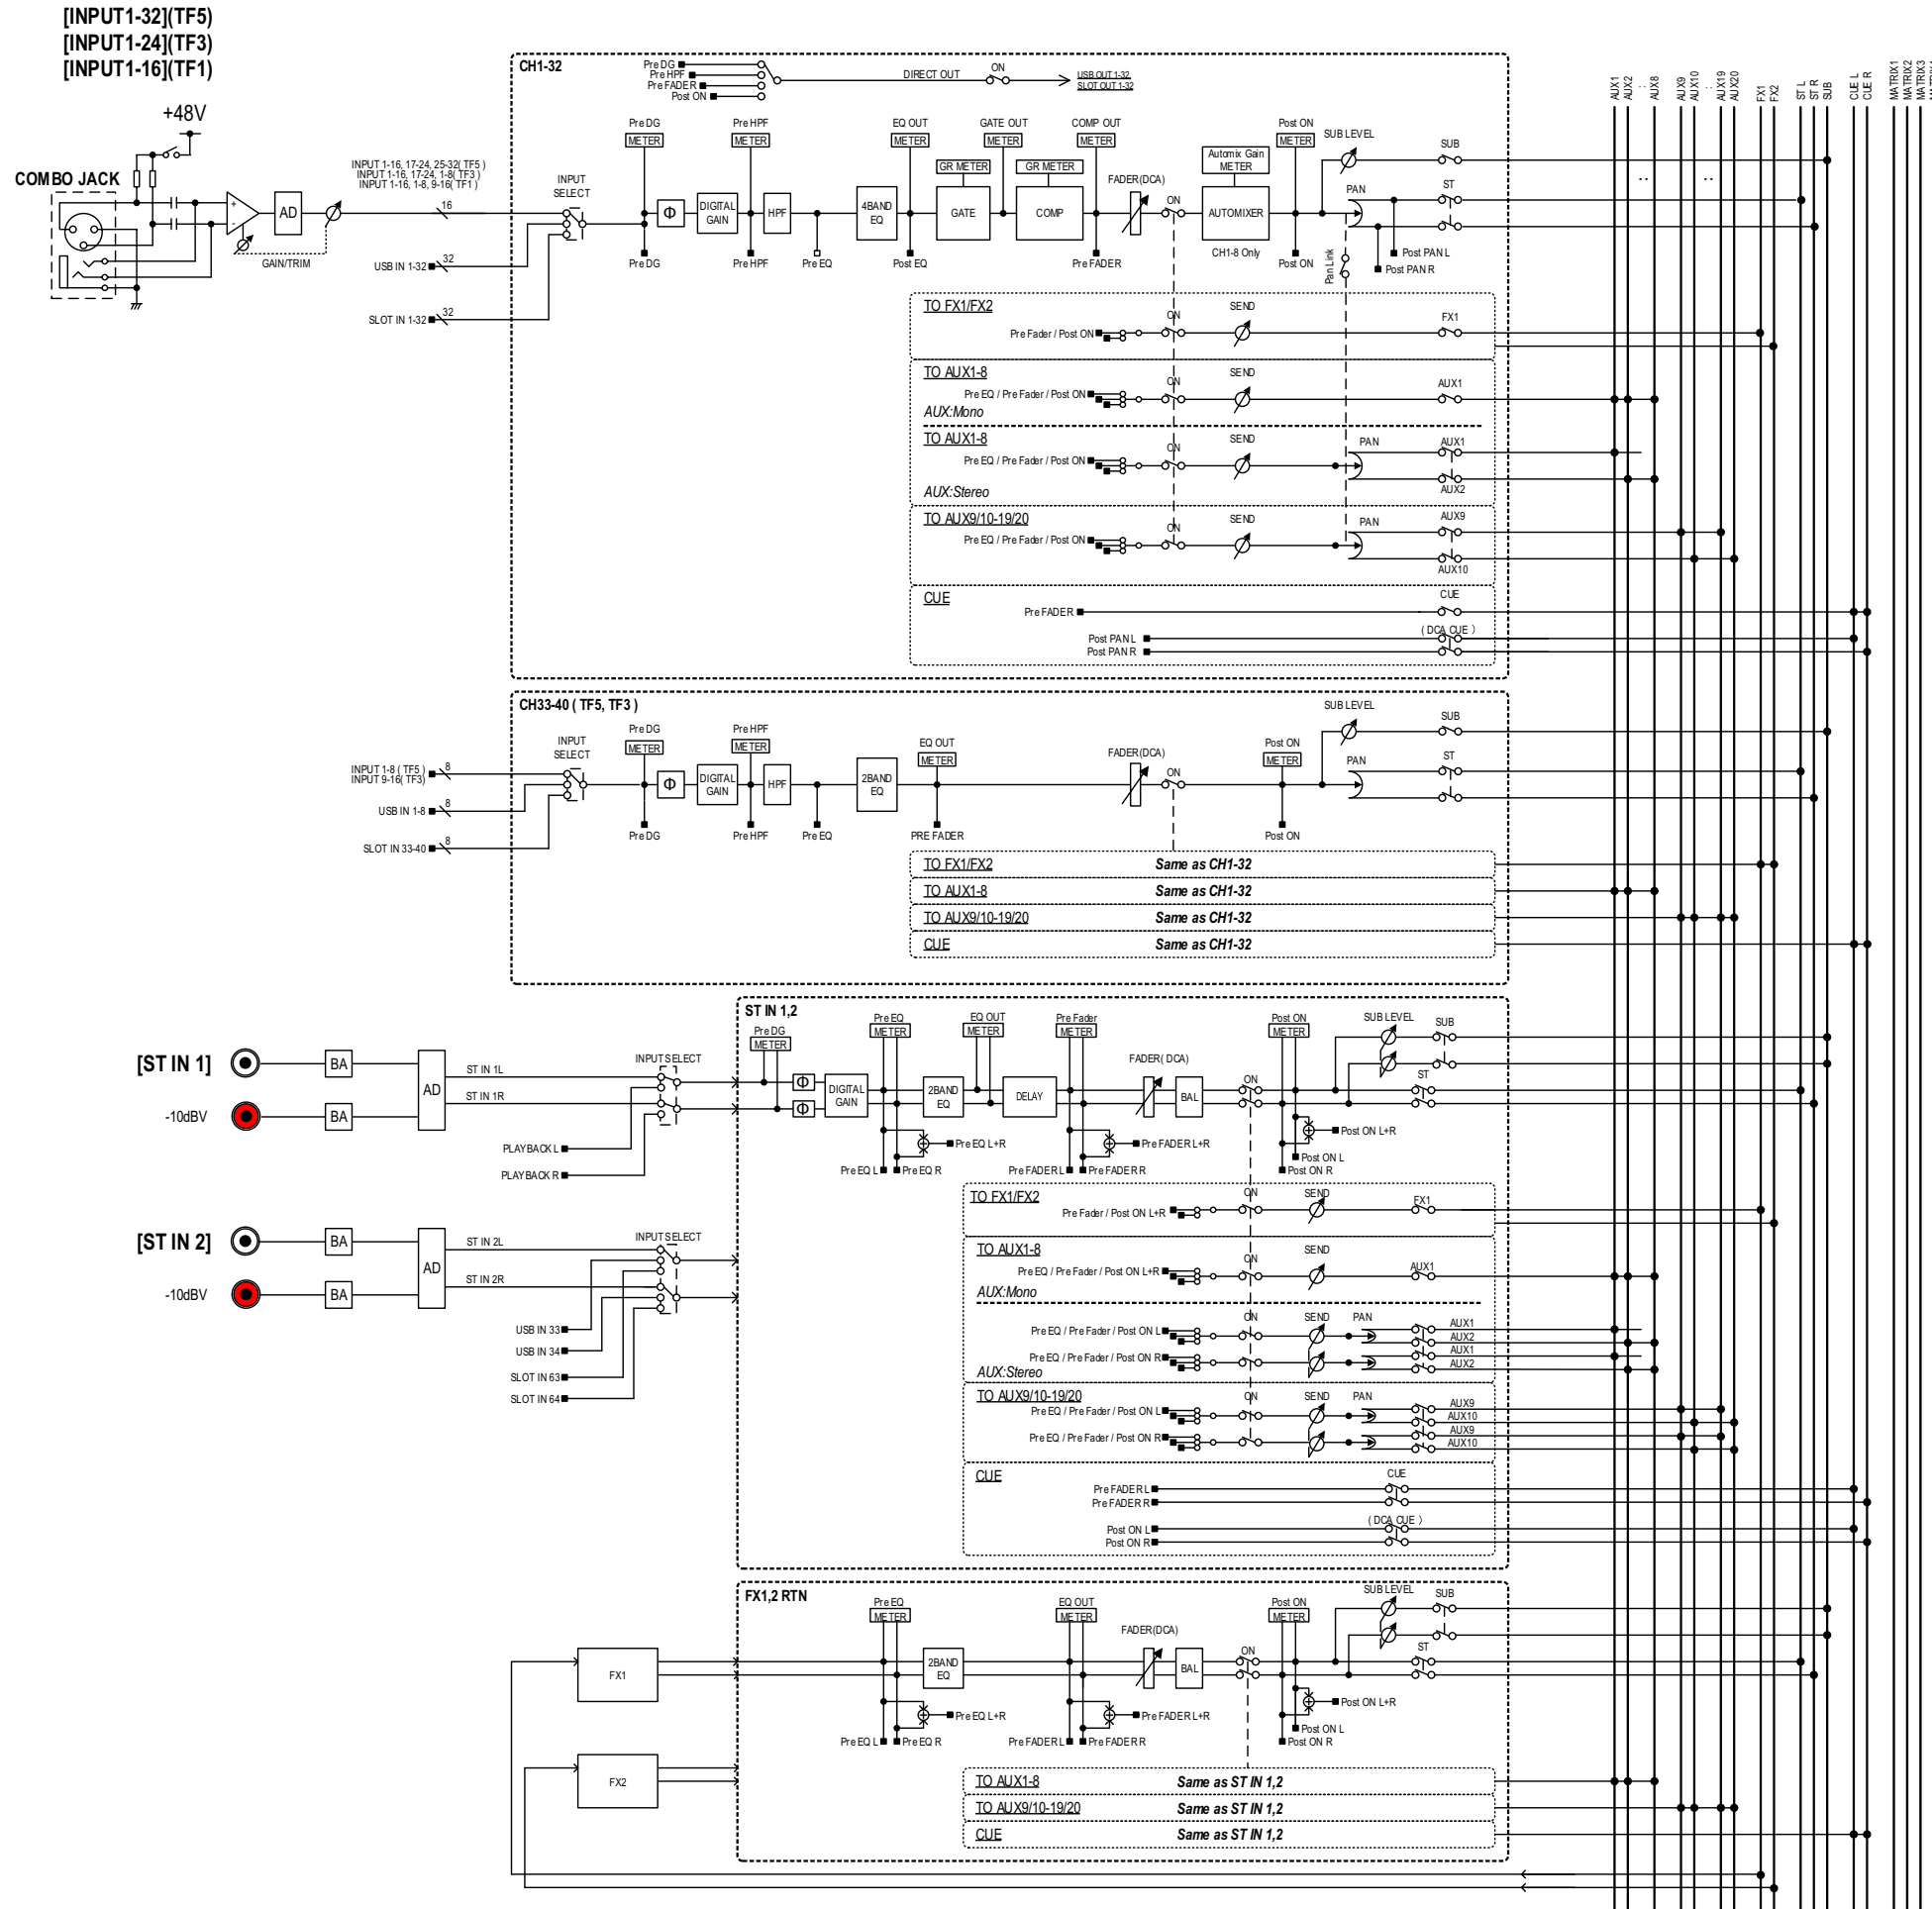 [INPUT1-32](TF5)
[INPUT1-24](TF3)
[INPUT1-16](TF1)
+48V
COMBO JACK
+
-
AD
GAIN/TRIM
INPUT 1-16, 17-24, 25-32( TF5 )
INPUT 1-16, 17-24, 1-8( TF3 )
INPUT 1-16, 1-8, 9-16( TF1 )
16
USB IN 1-32
32
SLOT IN 1-32
32
CH1-32
Pre DG
Pre HPF
Pre FADER
Post ON
DIRECT OUT
ON
USB OUT 1-32
SLOT OUT 1-32
INPUT
SELECT
Pre DG
METER
Pre HPF
METER
EQ OUT
METER
GATE OUT
METER
COMP OUT
METER
Post ON
METER
SUB LEVEL
SUB
GR METER
GR METER
Automix Gain
METER
FADER(DCA)
ON
PAN
ST
Φ
DIGITAL
GAIN
HPF
4BAND
EQ
GATE
COMP
AUTOMIXER
CH1-8 Only
Pre DG
Pre HPF
Pre EQ
Post EQ
Pre FADER
Post ON
Pan Link
Post PAN L
Post PAN R
TO FX1/FX2
Pre Fader / Post ON
ON
SEND
FX1
TO AUX1-8
Pre EQ / Pre Fader / Post ON
ON
SEND
AUX1
AUX:Mono
TO AUX1-8
Pre EQ / Pre Fader / Post ON
ON
SEND
PAN
AUX1
AUX2
AUX:Stereo
TO AUX9/10-19/20
Pre EQ / Pre Fader / Post ON
ON
SEND
PAN
AUX9
AUX10
CUE
Pre FADER
CUE
Post PAN L
Post PAN R
( DCA CUE )
AUX1
AUX2
:
AUX8
AUX9
AUX10
:
AUX19
AUX20
FX1
FX2
ST L
ST R
SUB
CUE L
CUE R
MATRIX1
MATRIX2
MATRIX3
CH33-40 ( TF5, TF3 )
INPUT 1-8 ( TF5 )
INPUT 9-16( TF3)
8
USB IN 1-8
8
SLOT IN 33-40
8
INPUT
SELECT
Pre DG
METER
Pre HPF
METER
EQ OUT
METER
FADER(DCA)
ON
Post ON
METER
SUB LEVEL
SUB
PAN
ST
Φ
DIGITAL
GAIN
HPF
2BAND
EQ
Pre DG
Pre HPF
Pre EQ
PRE FADER
Post ON
TO FX1/FX2
Same as CH1-32
TO AUX1-8
Same as CH1-32
TO AUX9/10-19/20
Same as CH1-32
CUE
Same as CH1-32
[ST IN 1]
-10dBV
BA
BA
AD
ST IN 1L
ST IN 1R
INPUT SELECT
PLAYBACK L
PLAYBACK R
[ST IN 2]
-10dBV
BA
BA
AD
ST IN 2L
ST IN 2R
INPUT SELECT
USB IN 33
USB IN 34
SLOT IN 63
SLOT IN 64
ST IN 1,2
Pre DG
METER
Pre EQ
METER
EQ OUT
METER
Pre Fader
METER
FADER( DCA)
ON
Post ON
METER
SUB LEVEL
SUB
ST
Φ
Φ
DIGITAL
GAIN
2BAND
EQ
DELAY
BAL
Pre EQ L+R
Pre EQ L
Pre EQ R
Pre FADER L+R
Pre FADER L
Pre FADER R
Post ON L+R
Post ON L
Post ON R
TO FX1/FX2
Pre Fader / Post ON L+R
ON
SEND
FX1
TO AUX1-8
Pre EQ / Pre Fader / Post ON L+R
ON
SEND
AUX1
AUX:Mono
Pre EQ / Pre Fader / Post ON L
ON
SEND
PAN
AUX1
AUX2
Pre EQ / Pre Fader / Post ON R
AUX1
AUX2
AUX:Stereo
TO AUX9/10-19/20
Pre EQ / Pre Fader / Post ON L
ON
SEND
PAN
AUX9
AUX10
Pre EQ / Pre Fader / Post ON R
AUX9
AUX10
CUE
Pre FADER L
Pre FADER R
CUE
Post ON L
Post ON R
( DCA CUE )
FX1,2 RTN
FX1
FX2
Pre EQ
METER
EQ OUT
METER
FADER(DCA)
ON
Post ON
METER
SUB LEVEL
SUB
ST
2BAND
EQ
BAL
Pre EQ L+R
Pre EQ L
Pre EQ R
Pre FADER L+R
Pre FADER L
Pre FADER R
Post ON L+R
Post ON L
Post ON R
TO AUX1-8
Same as ST IN 1,2
TO AUX9/10-19/20
Same as ST IN 1,2
CUE
Same as ST IN 1,2